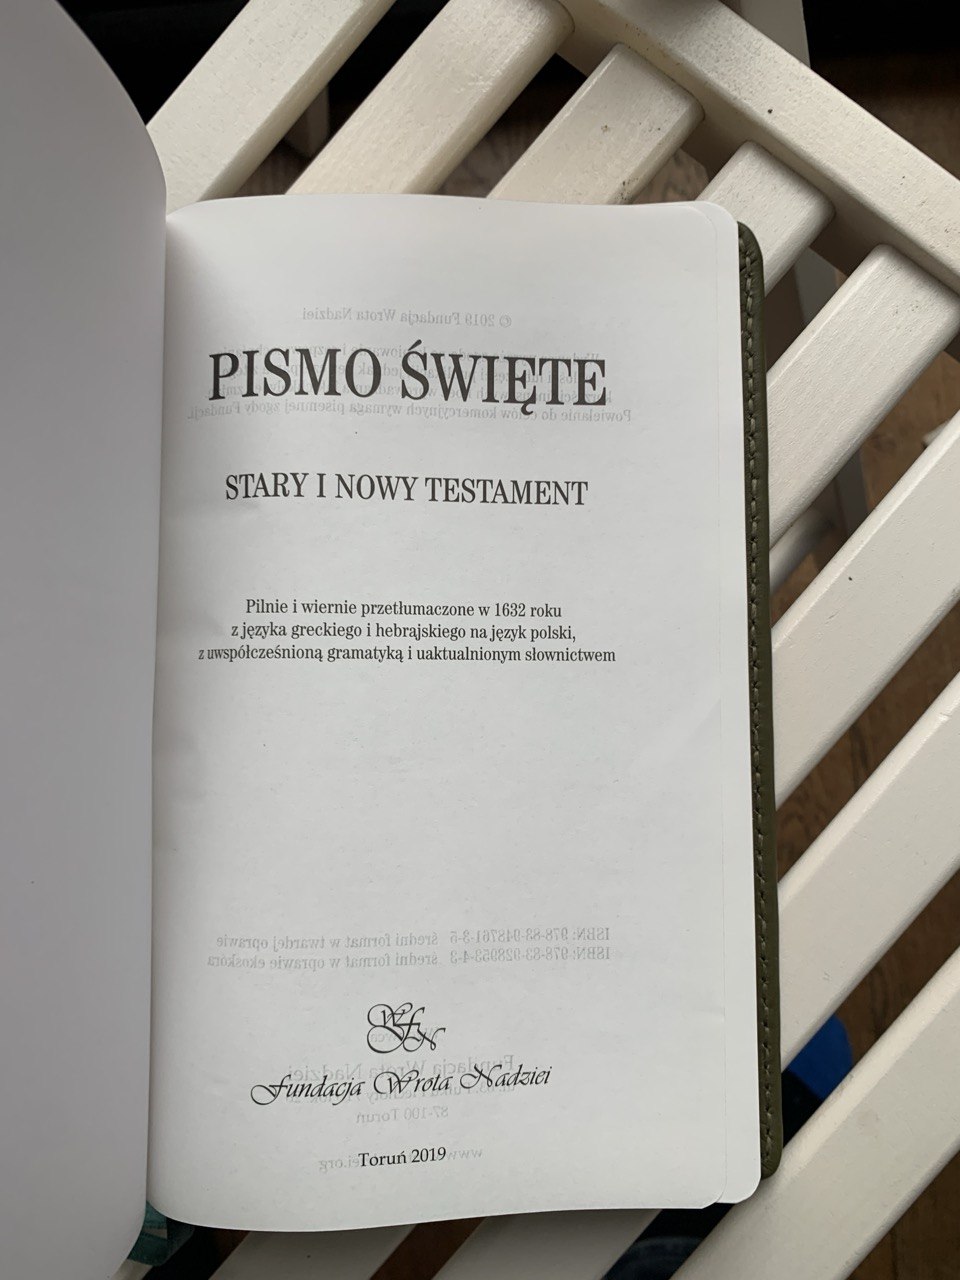 PISMO ŚWIĘTE
STARY I NOWY TESTAMENT
Pilnie i wiernie przetłumaczone w 1632 roku
z języka greckiego i hebrajskiego na język polski,
z uwspółcześnioną gramatyką i uaktualnionym słownictwem
WFN
Fundacja Wrota Nadziei
Toruń 2019